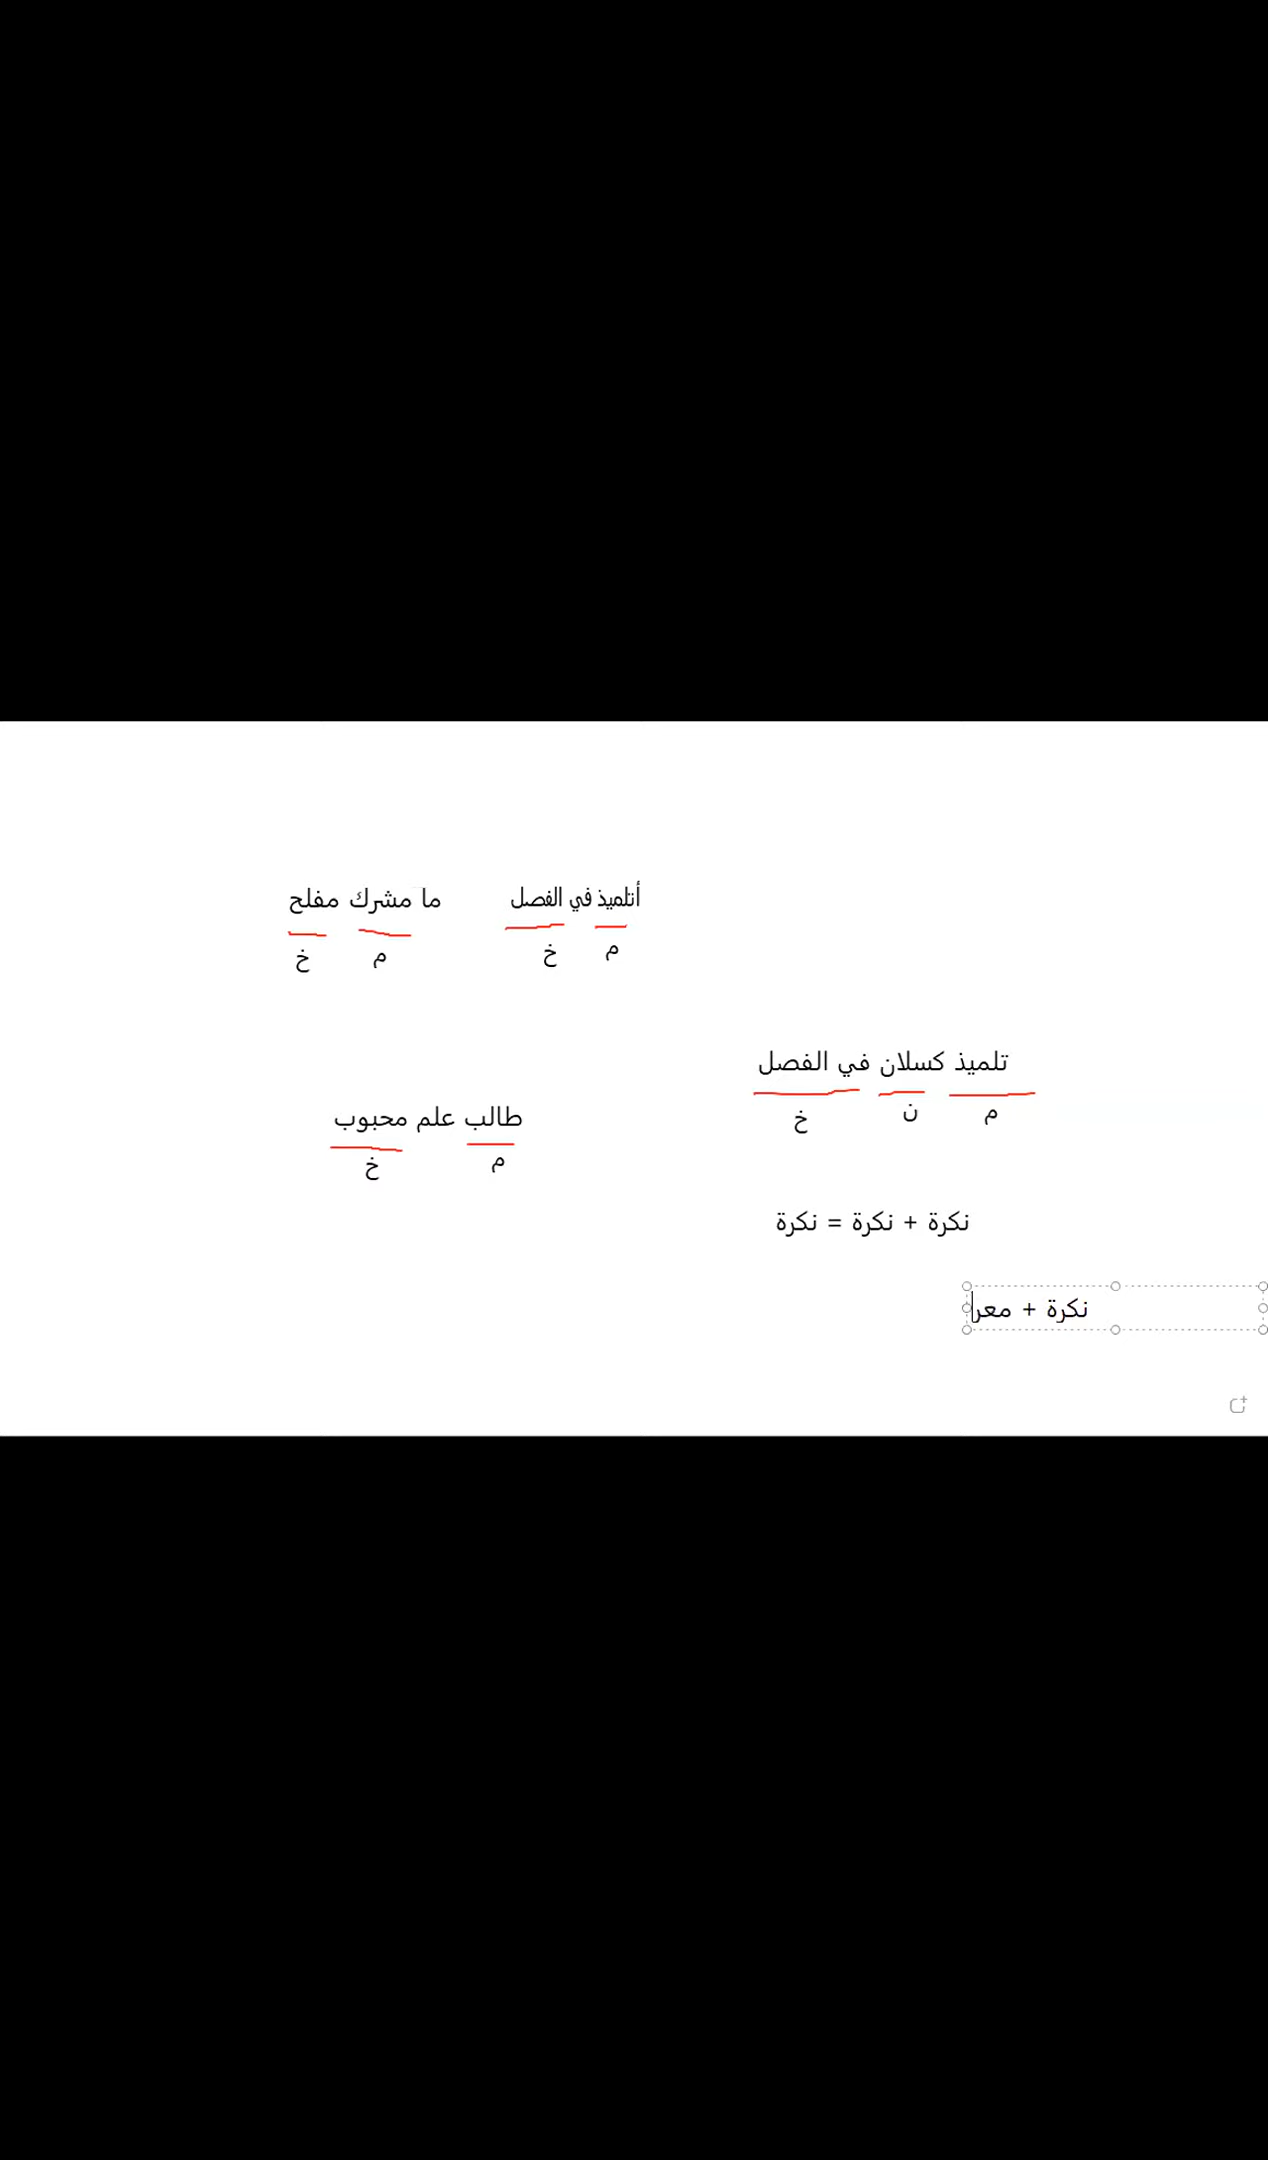 أتلميذ في الفصل
ما مشرك مفلح
م
خ
م
خ
تلميذ كسلان في الفصل
م
ن
خ
طالب علم محبوب
م
خ
نكرة + نكرة = نكرة
نكرة + معر